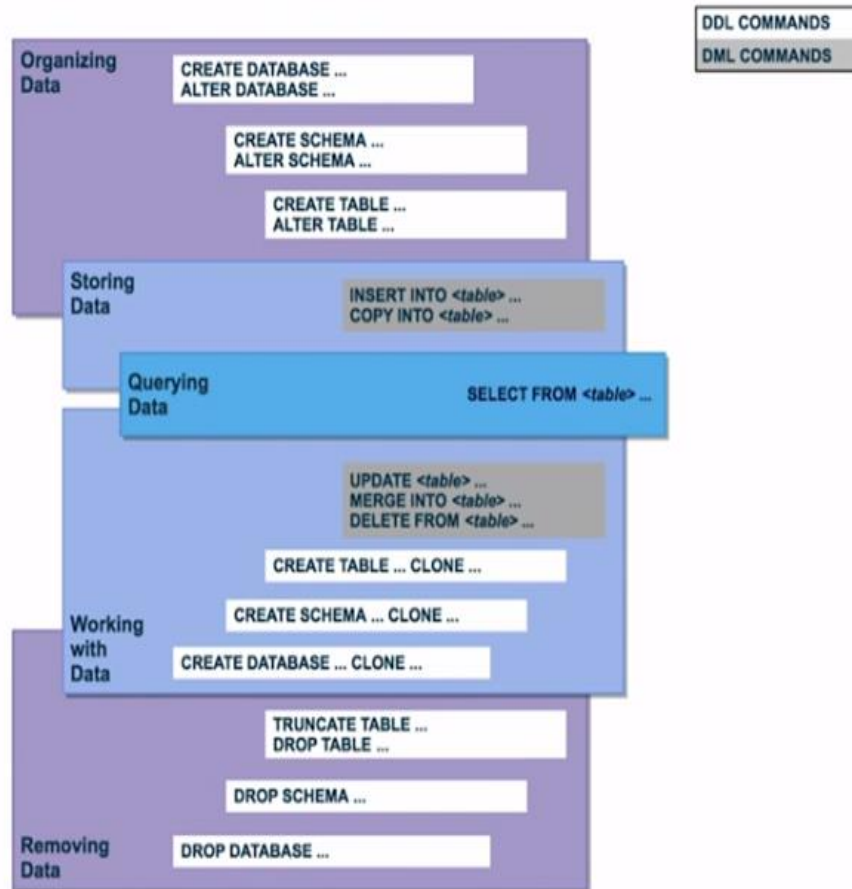 DDL COMMANDS
DML COMMANDS
Organizing
Data
CREATE DATABASE ...
ALTER DATABASE ...
CREATE SCHEMA ...
ALTER SCHEMA ...
CREATE TABLE ...
ALTER TABLE ...
Storing
Data
INSERT INTO <table> ...
COPY INTO <table> ...
Querying
Data
SELECT FROM <table> ...
UPDATE <table> ...
MERGE INTO <table> ...
DELETE FROM <table> ...
CREATE TABLE ... CLONE ...
CREATE SCHEMA ... CLONE ...
Working
with
Data
CREATE DATABASE ... CLONE ...
TRUNCATE TABLE ...
DROP TABLE ...
DROP SCHEMA ...
Removing
Data
DROP DATABASE ...